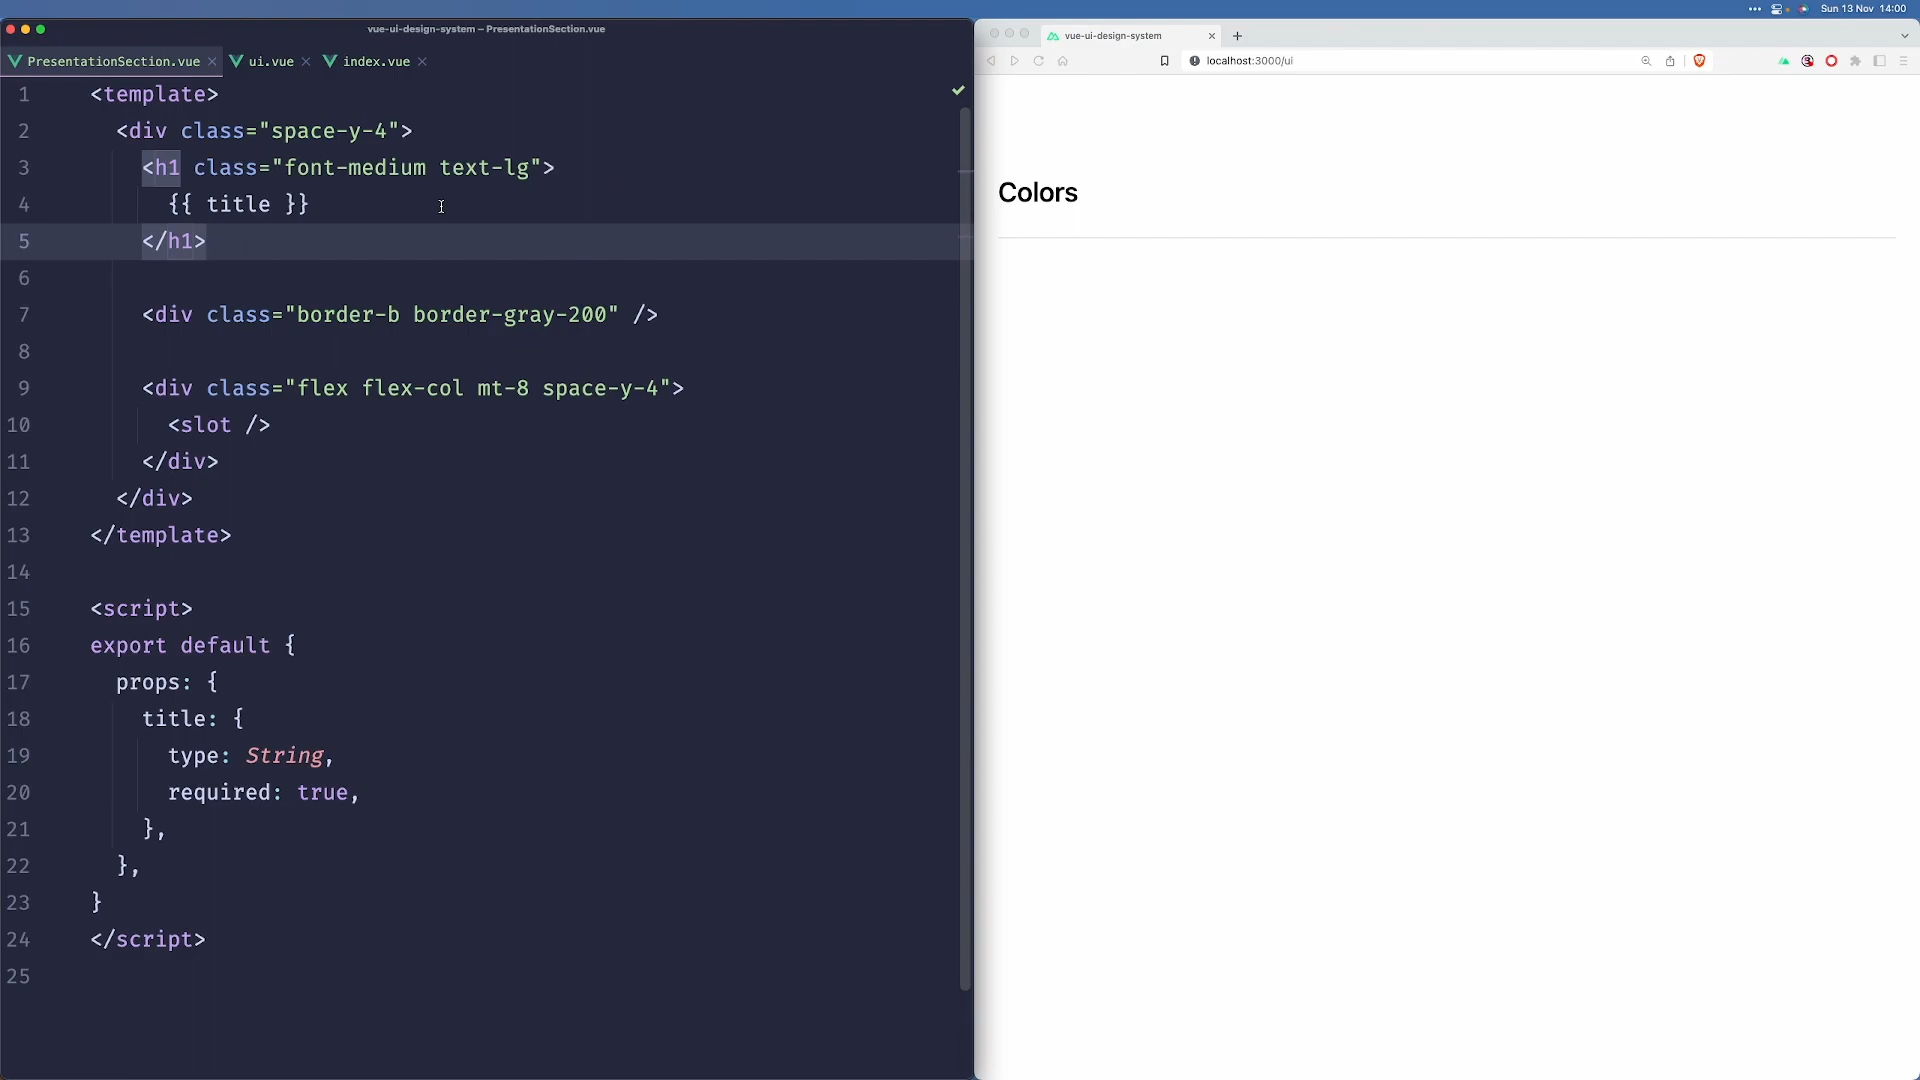 Sun 13 Nov 14:00
vue-ui-design-system – PresentationSection.vue
PresentationSection.vue
ui.vue
index.vue
1 <template>
2 <div class="space-y-4">
3 <h1 class="font-medium text-lg">
4 {{ title }}
5 </h1>
6
7 <div class="border-b border-gray-200" />
8
9 <div class="flex flex-col mt-8 space-y-4">
10 <slot />
11 </div>
12 </div>
13 </template>
14
15 <script>
16 export default {
17 props: {
18 title: {
19 type: String,
20 required: true,
21 },
22 },
23 }
24 </script>
25
vue-ui-design-system
localhost:3000/ui
Colors